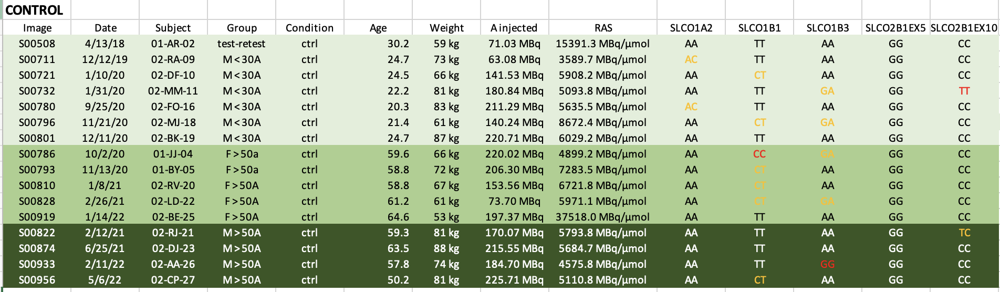 CONTROL
Image Date Subject Group Condition Age Weight A injected RAS SLCO1A2 SLCO1B1 SLCO1B3 SLCO2B1EX5 SLCO2B1EX10
S00508 4/13/18 01-AR-02 test-retest ctrl 30.2 59 kg 71.03 MBq 15391.3 MBq/µmol AA TT AA GG CC
S00711 12/12/19 02-RA-09 M<30A ctrl 24.7 73 kg 63.08 MBq 3589.7 MBq/µmol AC TT AA GG CC
S00721 1/10/20 02-DF-10 M<30A ctrl 24.5 66 kg 141.53 MBq 5908.2 MBq/µmol AA CT AA GG CC
S00732 1/31/20 02-MM-11 M<30A ctrl 22.2 81 kg 180.84 MBq 5093.8 MBq/µmol AA TT GA GG TT
S00780 9/25/20 02-FO-16 M<30A ctrl 20.3 83 kg 211.29 MBq 5635.5 MBq/µmol AC TT AA GG CC
S00796 11/21/20 02-MJ-18 M<30A ctrl 21.4 61 kg 140.24 MBq 8672.4 MBq/µmol AA CT GA GG CC
S00801 12/11/20 02-BK-19 M<30A ctrl 24.7 87 kg 220.71 MBq 6029.2 MBq/µmol AA TT AA GG CC
S00786 10/2/20 01-JJ-04 F>50a ctrl 59.6 66 kg 220.02 MBq 4899.2 MBq/µmol AA CC GA GG CC
S00793 11/13/20 01-BY-05 F>50a ctrl 58.8 72 kg 206.30 MBq 7283.5 MBq/µmol AA CT AA GG CC
S00810 1/8/21 02-RV-20 F>50A ctrl 58.8 67 kg 153.56 MBq 6721.8 MBq/µmol AA CT AA GG CC
S00828 2/26/21 02-LD-22 F>50A ctrl 61.2 61 kg 73.70 MBq 5971.1 MBq/µmol AA CT GA GG CC
S00919 1/14/22 02-BE-25 F>50A ctrl 64.6 53 kg 197.37 MBq 37518.0 MBq/µmol AA TT AA GG CC
S00822 2/12/21 02-RJ-21 M>50A ctrl 59.3 81 kg 170.07 MBq 5793.8 MBq/µmol AA TT AA GG TC
S00874 6/25/21 02-DJ-23 M>50A ctrl 63.5 88 kg 215.55 MBq 5684.7 MBq/µmol AA TT AA GG CC
S00933 2/11/22 02-AA-26 M>50A ctrl 57.8 74 kg 184.70 MBq 4575.8 MBq/µmol AA TT GG GG CC
S00956 5/6/22 02-CP-27 M>50A ctrl 50.2 81 kg 225.71 MBq 5110.8 MBq/µmol AA CT AA GG CC